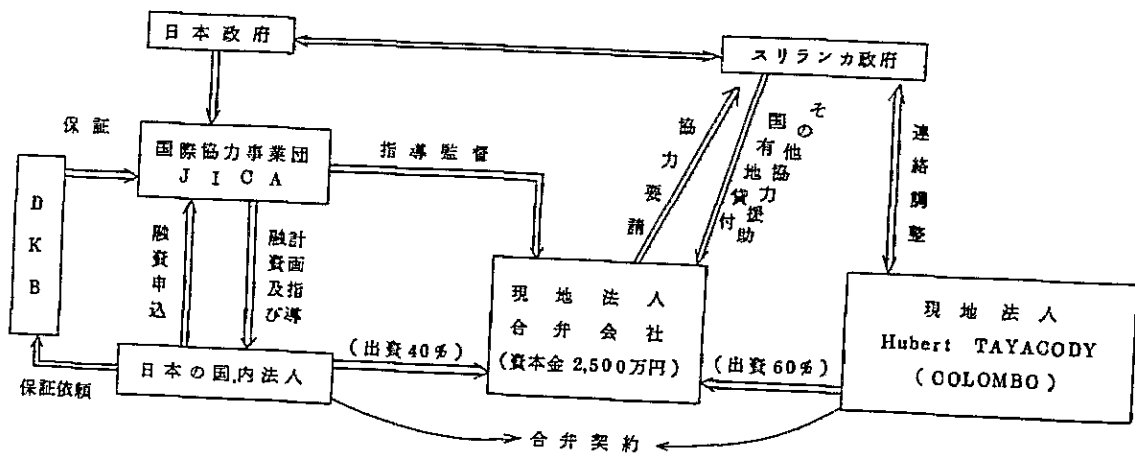 日本政府
スリランカ政府
保証
国際協力事業団
JICA
指導監督
協力要請
国有地貸付
その他協力援助
連絡調整
DKB
融資申込
融資及び
計画指導
現地法人
合弁会社
(資本金2,500万円)
現地法人
Hubert TAYACODY
(COLOMBO)
(出資40%)
(出資60%)
日本の国内法人
保証依頼
合弁契約